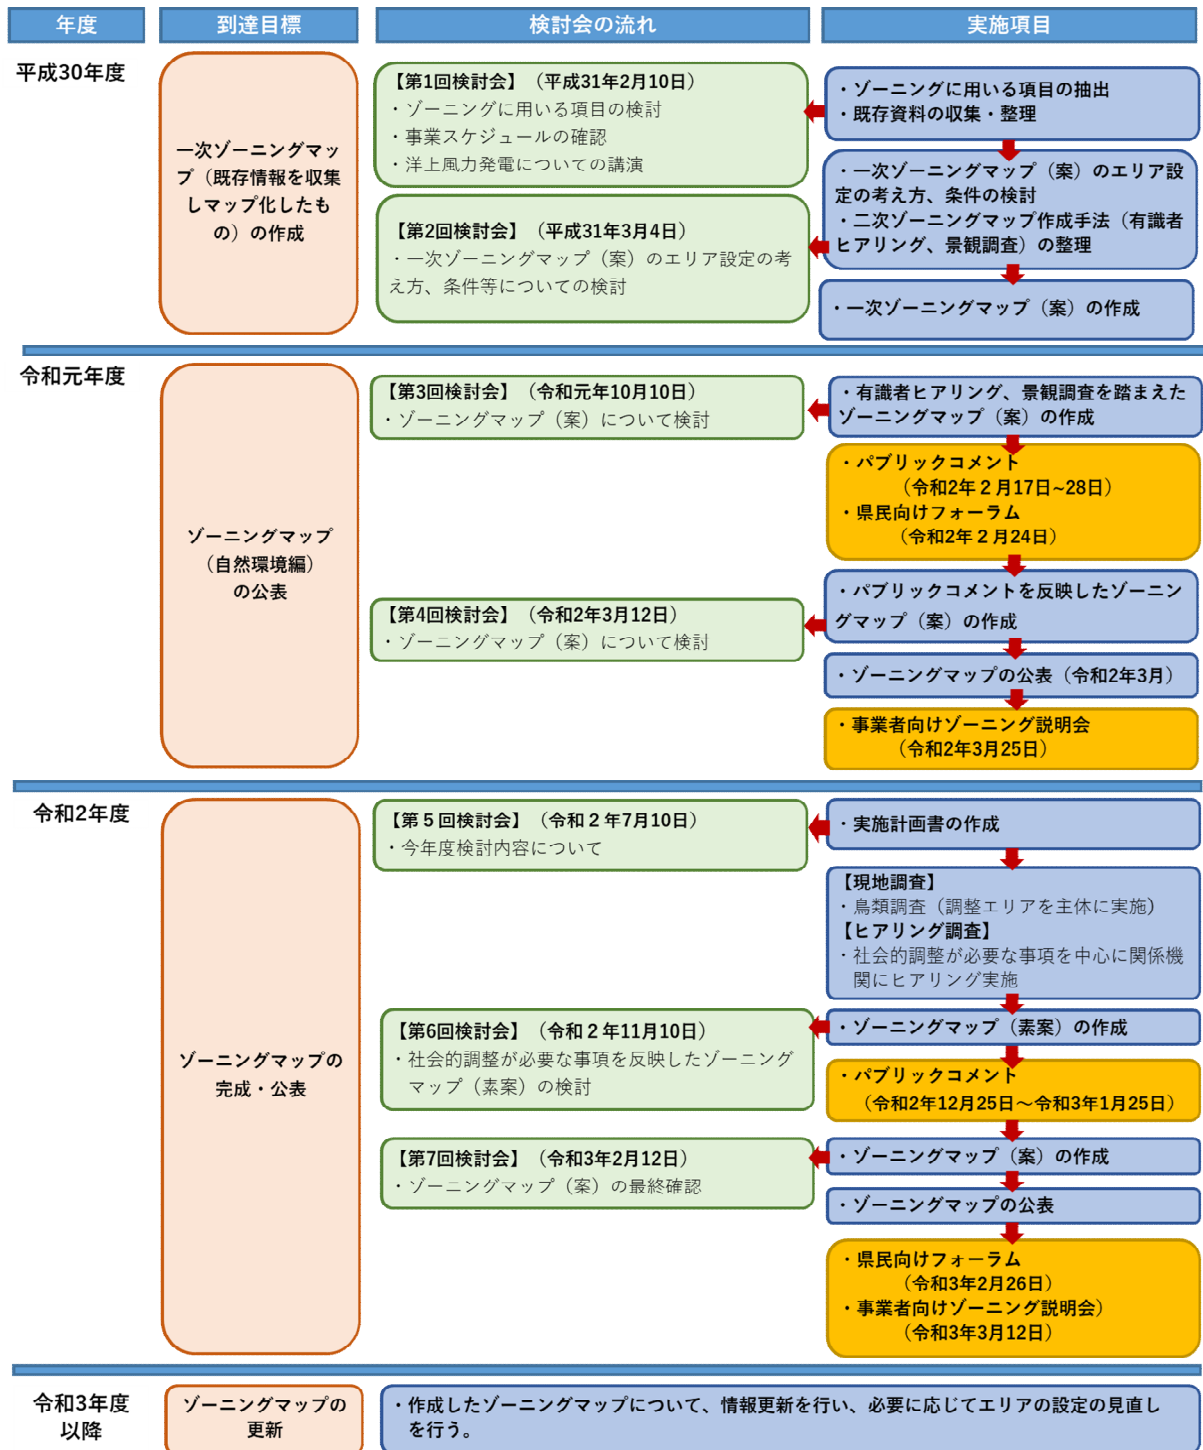 年度
到達目標
検討会の流れ
実施項目
平成30年度
一次ゾーニングマッ
プ（既存情報を収集
しマップ化したも
の）の作成
【第1回検討会】（平成31年2月10日）
・ゾーニングに用いる項目の検討
・事業スケジュールの確認
・洋上風力発電についての講演
【第2回検討会】（平成31年3月4日）
・一次ゾーニングマップ（案）のエリア設定の考
え方、条件等についての検討
・ゾーニングに用いる項目の抽出
・既存資料の収集・整理
・一次ゾーニングマップ（案）のエリア設
定の考え方、条件の検討
・二次ゾーニングマップ作成手法（有識者
ヒアリング、景観調査）の整理
・一次ゾーニングマップ（案）の作成
令和元年度
ゾーニングマップ
（自然環境編）
の公表
【第3回検討会】（令和元年10月10日）
・ゾーニングマップ（案）について検討
【第4回検討会】（令和2年3月12日）
・ゾーニングマップ（案）について検討
・有識者ヒアリング、景観調査を踏まえた
ゾーニングマップ（案）の作成
・パブリックコメント
（令和2年２月17日~28日）
・県民向けフォーラム
（令和2年２月24日）
・パブリックコメントを反映したゾーニン
グマップ（案）の作成
・ゾーニングマップの公表（令和2年3月）
・事業者向けゾーニング説明会
（令和2年3月25日）
令和2年度
ゾーニングマップの
完成・公表
【第５回検討会】（令和２年7月10日）
・今年度検討内容について
【第6回検討会】（令和２年11月10日）
・社会的調整が必要な事項を反映したゾーニング
マップ（素案）の検討
【第7回検討会】（令和3年2月12日）
・ゾーニングマップ（案）の最終確認
・実施計画書の作成
【現地調査】
・鳥類調査（調整エリアを主体に実施）
【ヒアリング調査】
・社会的調整が必要な事項を中心に関係機
関にヒアリング実施
・ゾーニングマップ（素案）の作成
・パブリックコメント
（令和2年12月25日～令和3年1月25日）
・ゾーニングマップ（案）の作成
・ゾーニングマップの公表
・県民向けフォーラム
（令和3年2月26日）
・事業者向けゾーニング説明会）
（令和3年3月12日）
令和3年度
以降
ゾーニングマップの
更新
・作成したゾーニングマップについて、情報更新を行い、必要に応じてエリアの設定の見直し
を行う。